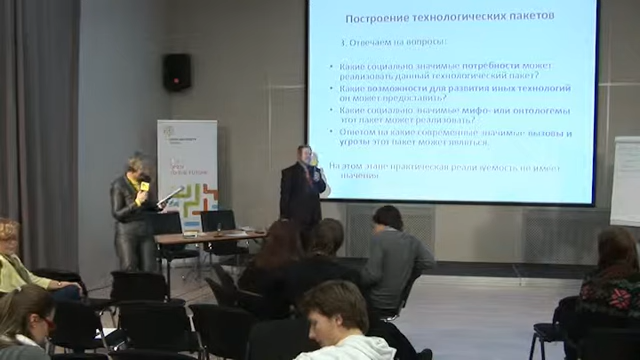 Построение технологических пакетов
1. Отвечаем на вопросы:
• Какие социально значимые потребности может
реализовать данный технологический пакет?
• Какие возможности для развития иных технологий
он может предоставить?
• Какие социально значимые мифо- или онтологемы
этот пакет может реализовать?
• Ответом на какие современные значимые вызовы и
угрозы этот пакет может являться.
На этом этапе практическая реализуемость не имеет
значения.